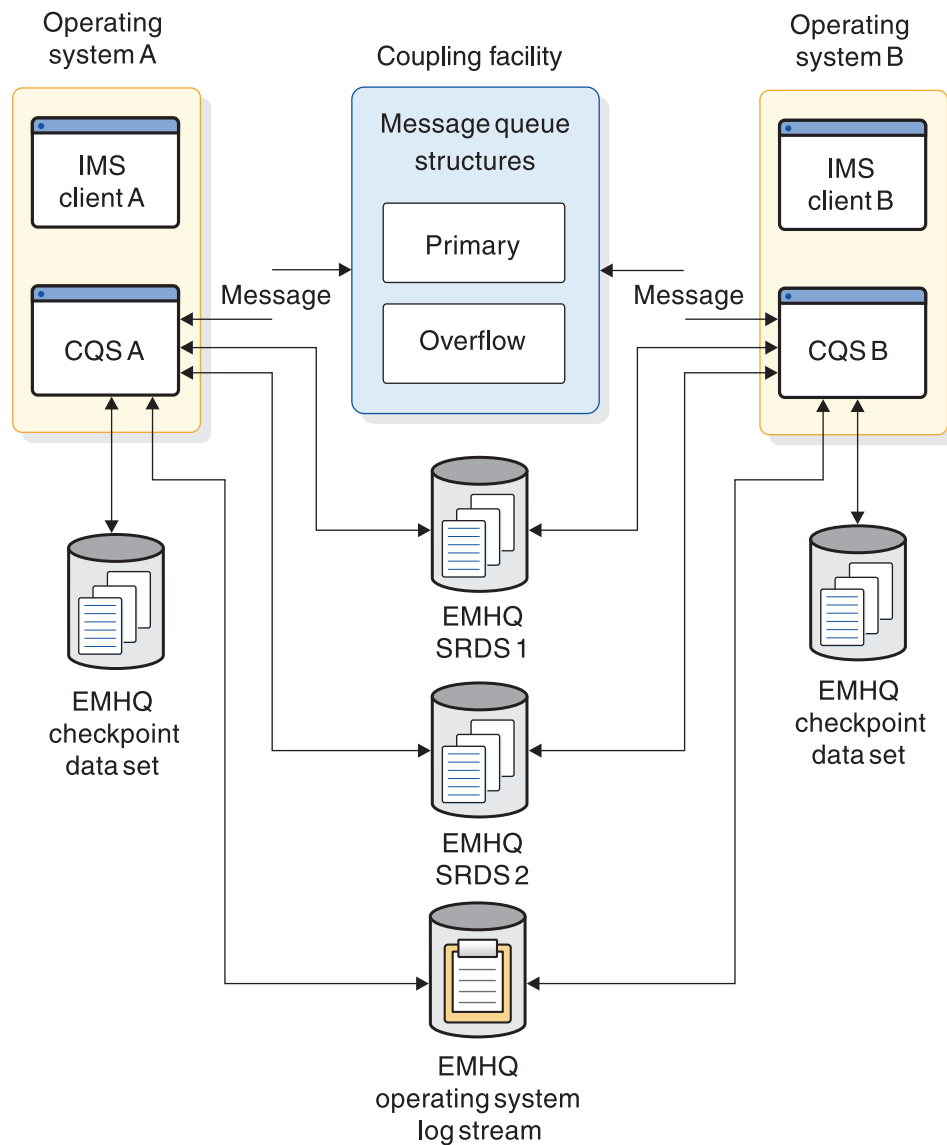 Operating
system A
Coupling facility
Operating
system B
Message queue
structures
IMS
client A
IMS
client B
Primary
Message
Message
Overflow
CQS A
CQS B
EMHQ
SRDS 1
EMHQ
checkpoint
data set
EMHQ
checkpoint
data set
EMHQ
SRDS 2
EMHQ
operating system
log stream